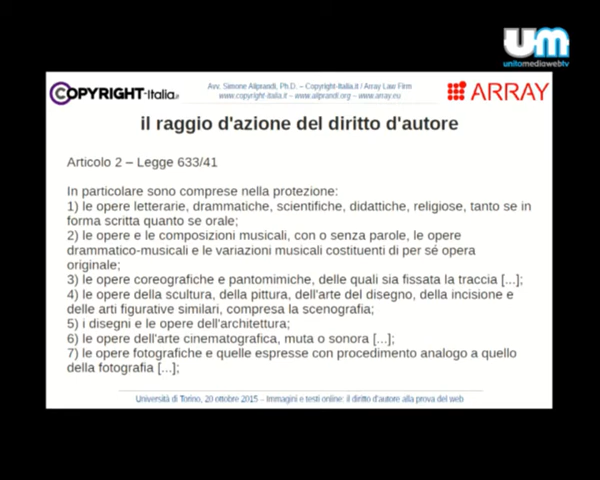 um
unitomediawebtv
COPYRIGHT-Italia.it
Avv. Simone Aliprandi, Ph.D. – Copyright-Italia.it / Array Law Firm
www.copyright-italia.it – www.aliprandi.org – www.array.eu
ARRAY
il raggio d'azione del diritto d'autore
Articolo 2 – Legge 633/41
In particolare sono comprese nella protezione:
1) le opere letterarie, drammatiche, scientifiche, didattiche, religiose, tanto se in
forma scritta quanto se orale;
2) le opere e le composizioni musicali, con o senza parole, le opere
drammatico-musicali e le variazioni musicali costituenti di per sé opera
originale;
3) le opere coreografiche e pantomimiche, delle quali sia fissata la traccia [...];
4) le opere della scultura, della pittura, dell'arte del disegno, della incisione e
delle arti figurative similari, compresa la scenografia;
5) i disegni e le opere dell'architettura;
6) le opere dell'arte cinematografica, muta o sonora [...];
7) le opere fotografiche e quelle espresse con procedimento analogo a quello
della fotografia [...];
Università di Torino, 20 ottobre 2015 – Immagini e testi online: il diritto d'autore alla prova del web